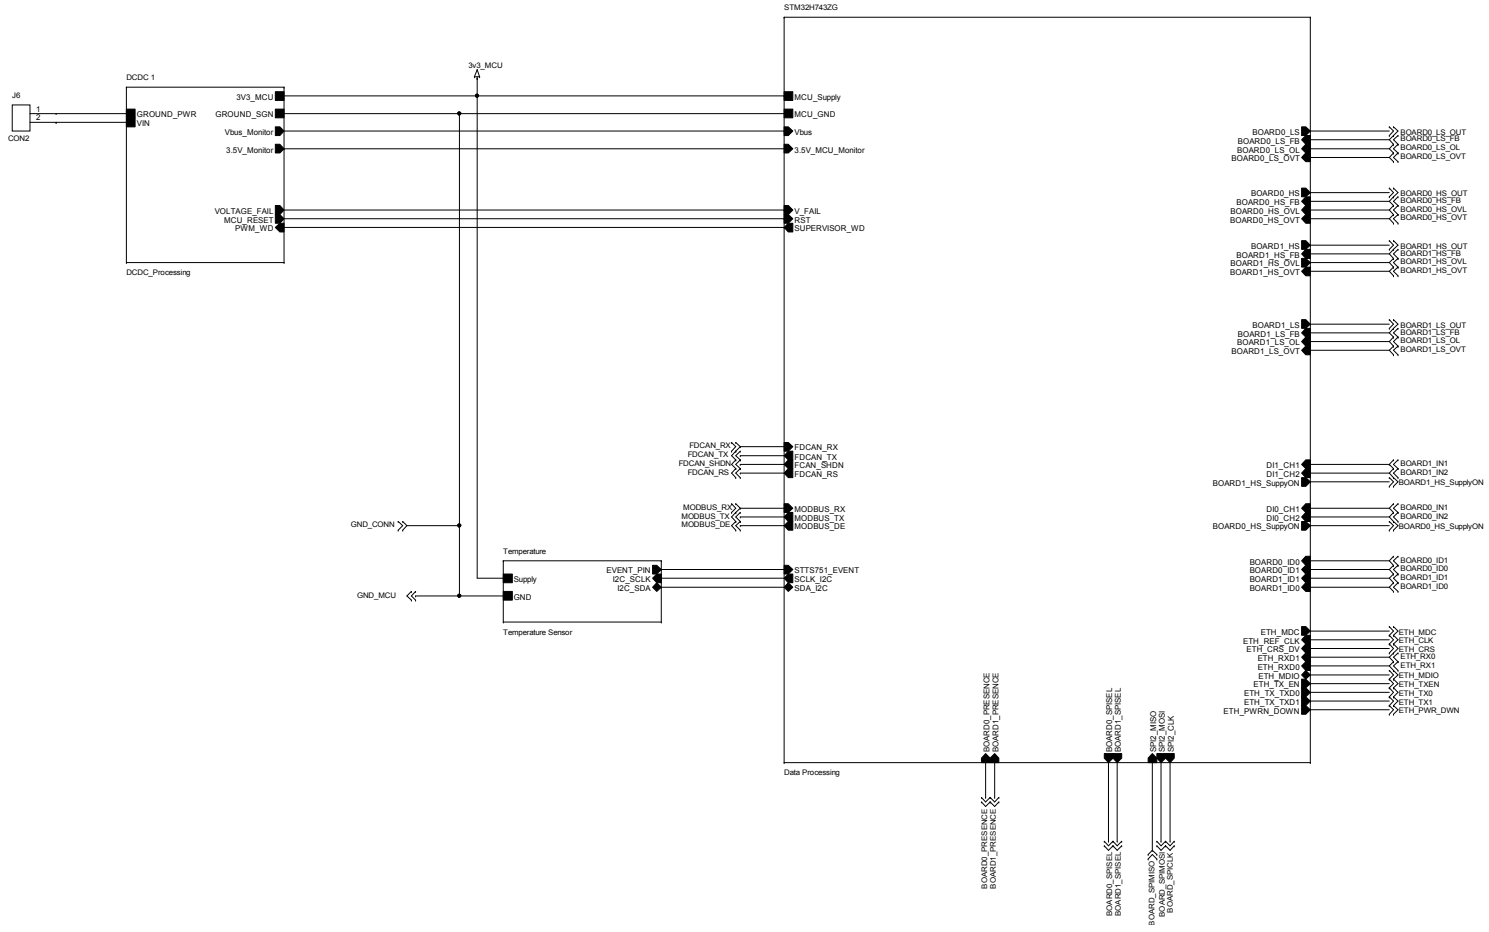 STM32H743ZG
3v3_MCU
DCDC 1
J6
1
2
CON2
GROUND_PWR
VIN
3V3_MCU
GROUND_SGN
Vbus_Monitor
3.5V_Monitor
VOLTAGE_FAIL
MCU_RESET
PWM_WD
DCDC_Processing
MCU_Supply
MCU_GND
Vbus
3.5V_MCU_Monitor
V_FAIL
RST
SUPERVISOR_WD
BOARD0_LS BOARD0_LS_OUT
BOARD0_LS_FB BOARD0_LS_FB
BOARD0_LS_OL BOARD0_LS_OL
BOARD0_LS_OVT BOARD0_LS_OVT
BOARD0_HS BOARD0_HS_OUT
BOARD0_HS_FB BOARD0_HS_FB
BOARD0_HS_OVL BOARD0_HS_OVL
BOARD0_HS_OVT BOARD0_HS_OVT
BOARD1_HS BOARD1_HS_OUT
BOARD1_HS_FB BOARD1_HS_FB
BOARD1_HS_OVL BOARD1_HS_OVL
BOARD1_HS_OVT BOARD1_HS_OVT
BOARD1_LS BOARD1_LS_OUT
BOARD1_LS_FB BOARD1_LS_FB
BOARD1_LS_OL BOARD1_LS_OL
BOARD1_LS_OVT BOARD1_LS_OVT
FDCAN_RX FDCAN_RX
FDCAN_TX FDCAN_TX
FDCAN_SHDN FCAN_SHDN
FDCAN_RS FDCAN_RS
MODBUS_RX MODBUS_RX
MODBUS_TX MODBUS_TX
MODBUS_DE MODBUS_DE
DI1_CH1 BOARD1_IN1
DI1_CH2 BOARD1_IN2
BOARD1_HS_SuppyON BOARD1_HS_SuplyON
DI0_CH1 BOARD0_IN1
DI0_CH2 BOARD0_IN2
BOARD0_HS_SuppyON BOARD0_HS_SuplyON
GND_CONN
GND_MCU
Temperature
EVENT_PIN STTS751_EVENT
Supply I2C_SCLK SCLK_I2C
GND I2C_SDA SDA_I2C
Temperature Sensor
BOARD0_ID0 BOARD0_ID1
BOARD0_ID1 BOARD0_ID0
BOARD1_ID1 BOARD1_ID1
BOARD1_ID0 BOARD1_ID0
ETH_MDC ETH_MDC
ETH_REF_CLK ETH_CLK
ETH_CRS_DV ETH_CRS
ETH_RXD1 ETH_RX0
ETH_RXD0 ETH_RX1
ETH_MDIO ETH_MDIO
ETH_TX_EN ETH_TXEN
ETH_TX_TXD0 ETH_TX0
ETH_TX_TXD1 ETH_TX1
ETH_PWRN_DOWN ETH_PWR_DWN
BOARD0_PRESENCE
BOARD1_PRESENCE
BOARD0_SPISEL
BOARD1_SPISEL
SPI2_MISO
SPI2_MOSI
SPI2_CLK
Data Processing
BOARD0_PRESENCE
BOARD1_PRESENCE
BOARD0_SPISEL
BOARD1_SPISEL
BOARD_SPIMISO
BOARD_SPIMOSI
BOARD_SPICLK